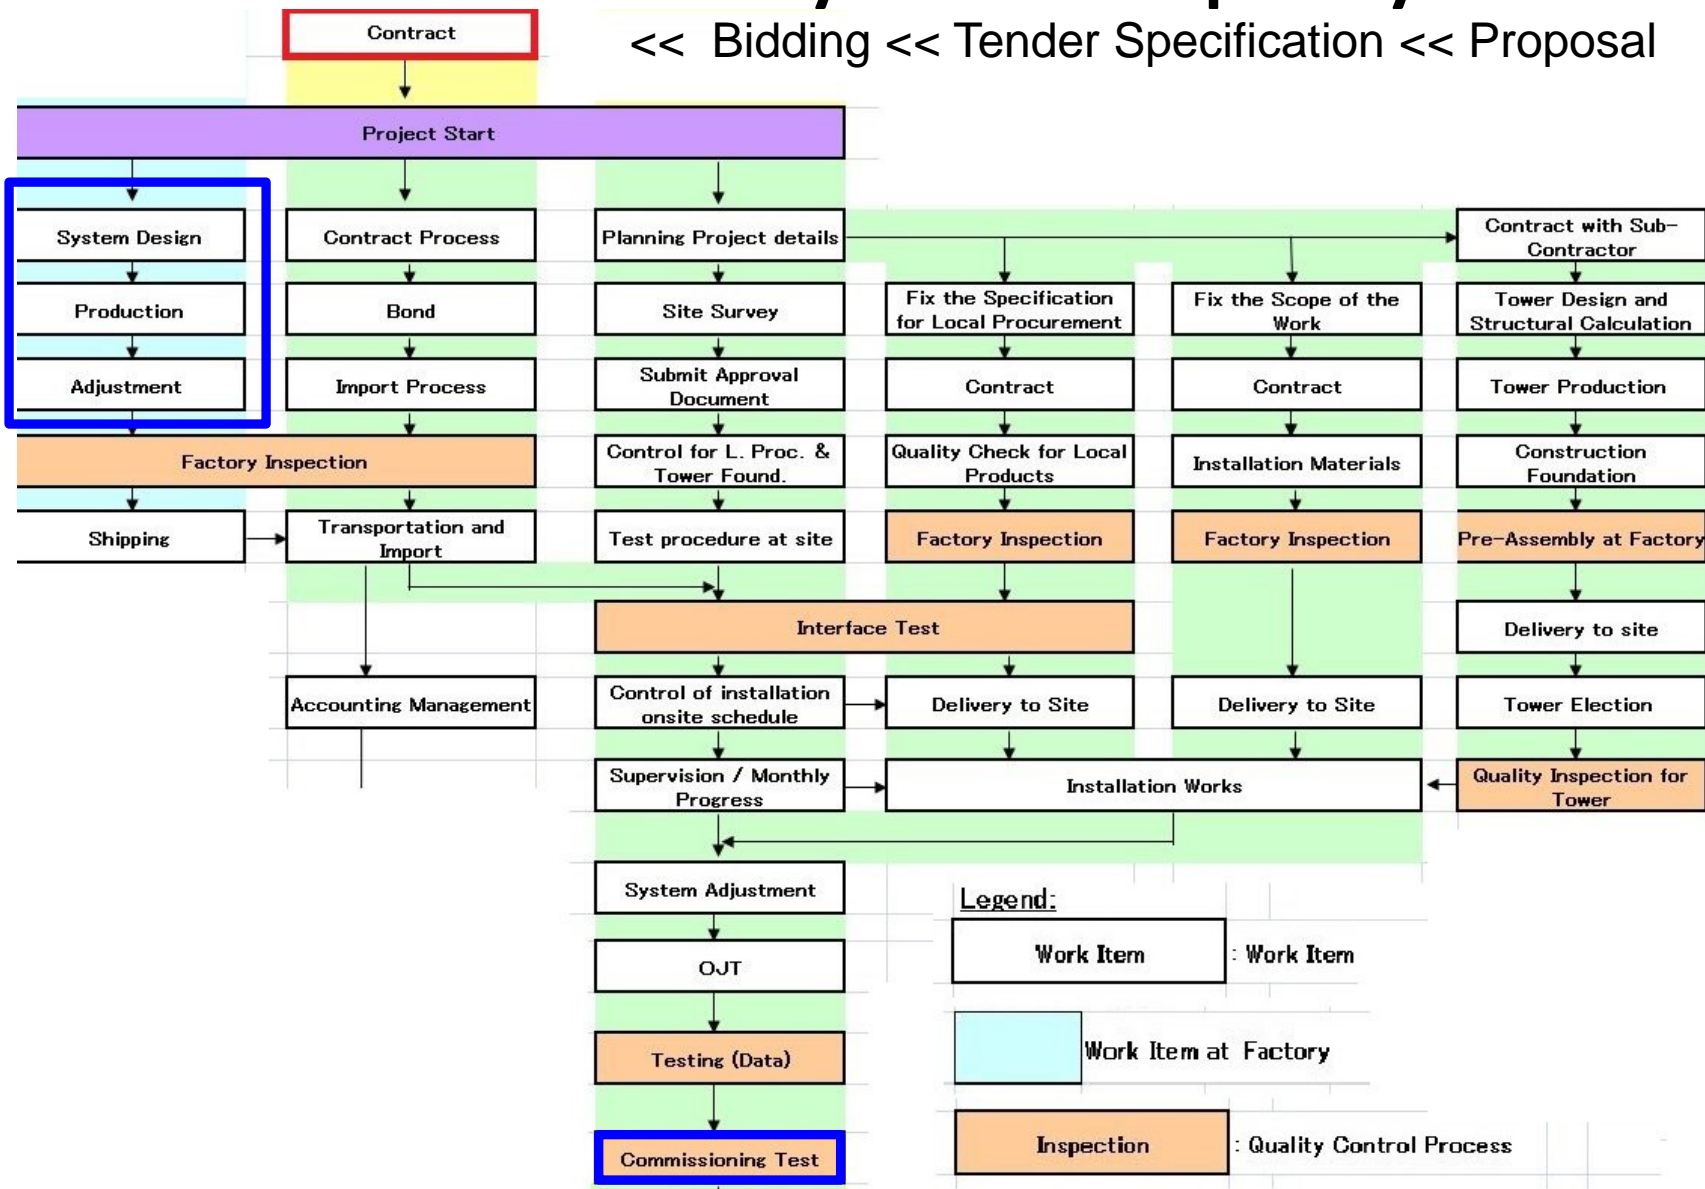 << Bidding << Tender Specification << Proposal
Contract
Project Start
System Design
Contract Process
Planning Project details
Contract with Sub-
Contractor
Production
Bond
Site Survey
Fix the Specification
for Local Procurement
Fix the Scope of the
Work
Tower Design and
Structural Calculation
Adjustment
Import Process
Submit Approval
Document
Contract
Contract
Tower Production
Factory Inspection
Control for L. Proc. &
Tower Found.
Quality Check for Local
Products
Installation Materials
Construction
Foundation
Shipping
Transportation and
Import
Test procedure at site
Factory Inspection
Factory Inspection
Pre-Assembly at Factory
Interface Test
Delivery to site
Accounting Management
Control of installation
onsite schedule
Delivery to Site
Delivery to Site
Tower Election
Supervision / Monthly
Progress
Installation Works
Quality Inspection for
Tower
System Adjustment
OJT
Testing (Data)
Commissioning Test
Legend:
Work Item
: Work Item
Work Item at Factory
Inspection
: Quality Control Process